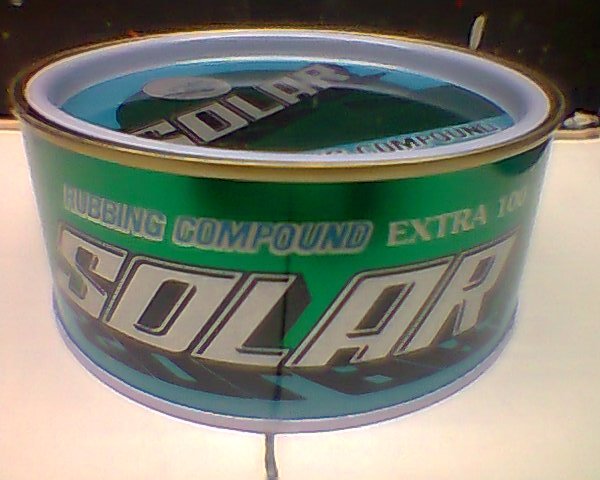 SOLAR
COMPOUND
RUBBING COMPOUND EXTRA 100
SOLAR